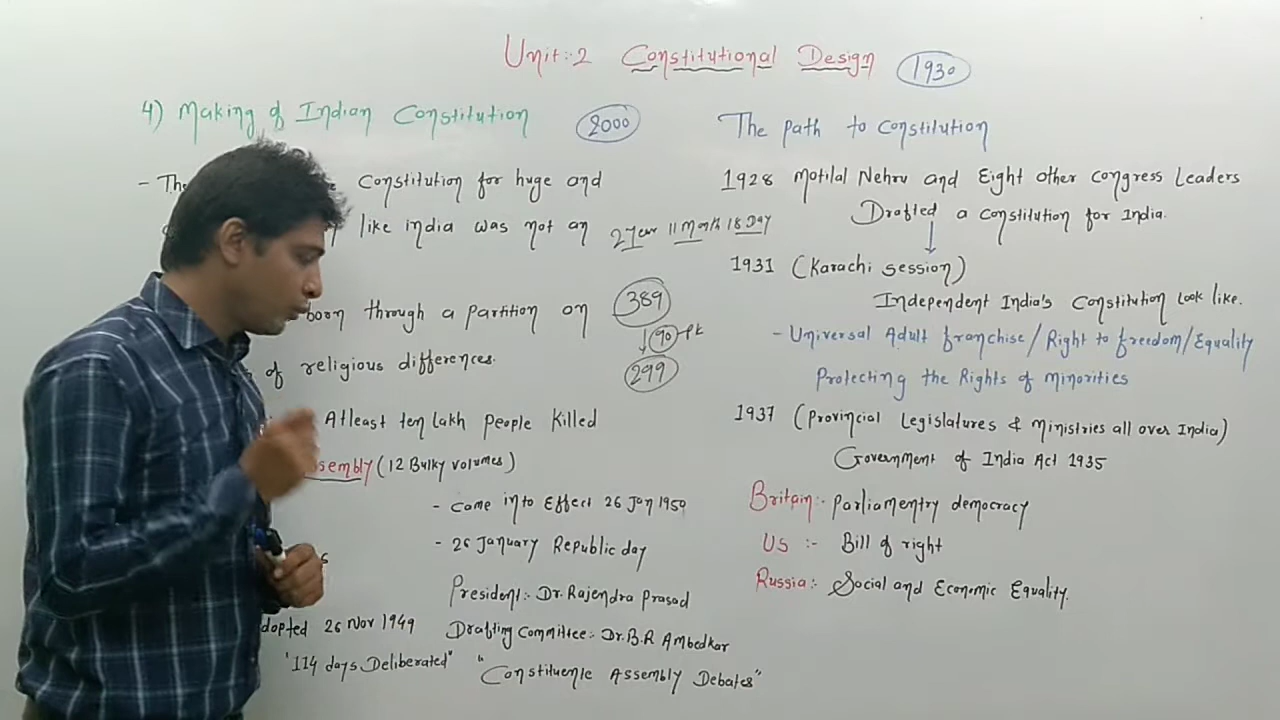 Unit:-2 Constitutional Design 1930
4) Making of Indian Constitution 2000
- The Constitution for huge and
like india was not an 2 Year 11 Month 18 Day
born through a partition on 389
90 pk
of religious differences. 299
Atleast ten lakh People Killed
ssembly (12 Bulky volumes)
- Came into Effect 26 Jan 1950
- 26 January Republic day
President:- Dr. Rajendra Prasad
dopted 26 Nov 1949 Drafting Committee:- Dr. B.R Ambedkar
"114 days Deliberated" "Constituenle Assembly Debates"
The path to constitution
1928 Motilal Nehru and Eight other Congress Leaders
Drafted a Constitution for India.
1931 (Karachi session)
Independent India's Constitution Look like.
- Universal Adult franchise/Right to freedom/Equality
Protecting the Rights of minorities
1937 (Provincial Legislatures & ministries all over India)
Government of India Act 1935
Britain:- Parliamentry democracy
US :- Bill of right
Russia:- Social and Economic Equality.